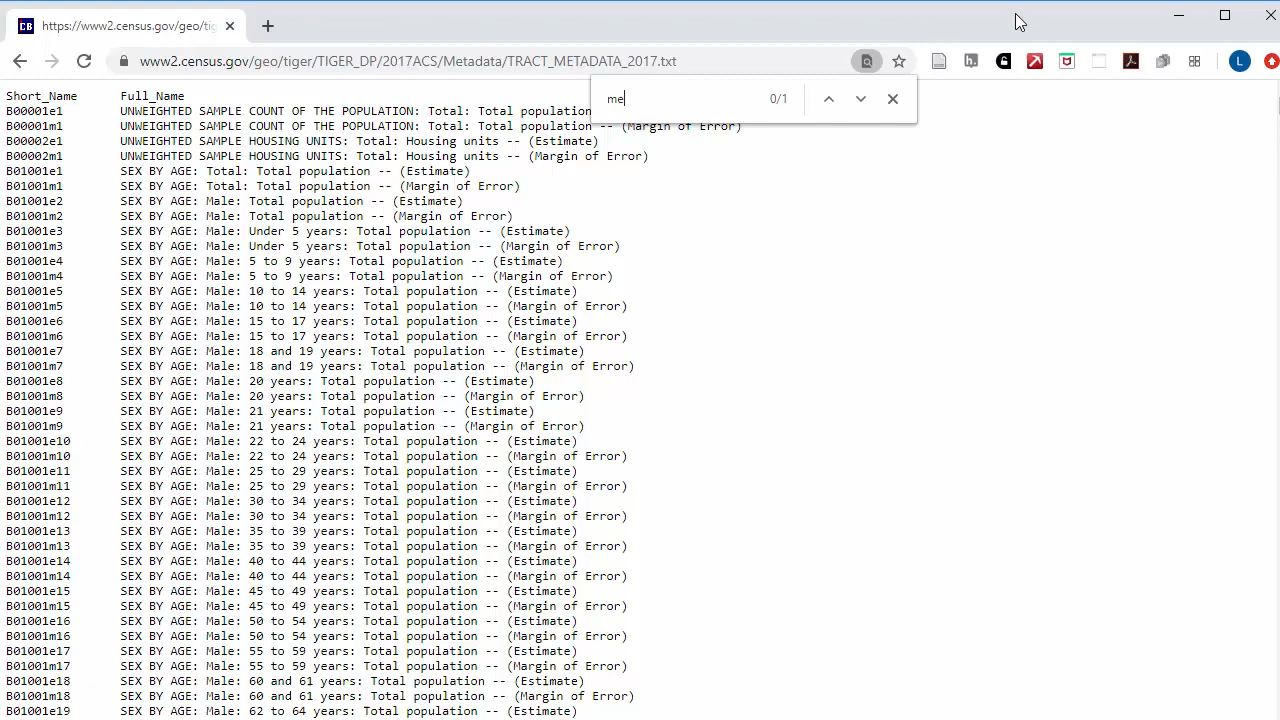 https://www2.census.gov/geo/tig
www2.census.gov/geo/tiger/TIGER_DP/2017ACS/Metadata/TRACT_METADATA_2017.txt
L
me
0/1
Short_Name Full_Name
B00001e1 UNWEIGHTED SAMPLE COUNT OF THE POPULATION: Total: Total population
B00001m1 UNWEIGHTED SAMPLE COUNT OF THE POPULATION: Total: Total population -- (Margin of Error)
B00002e1 UNWEIGHTED SAMPLE HOUSING UNITS: Total: Housing units -- (Estimate)
B00002m1 UNWEIGHTED SAMPLE HOUSING UNITS: Total: Housing units -- (Margin of Error)
B01001e1 SEX BY AGE: Total: Total population -- (Estimate)
B01001m1 SEX BY AGE: Total: Total population -- (Margin of Error)
B01001e2 SEX BY AGE: Male: Total population -- (Estimate)
B01001m2 SEX BY AGE: Male: Total population -- (Margin of Error)
B01001e3 SEX BY AGE: Male: Under 5 years: Total population -- (Estimate)
B01001m3 SEX BY AGE: Male: Under 5 years: Total population -- (Margin of Error)
B01001e4 SEX BY AGE: Male: 5 to 9 years: Total population -- (Estimate)
B01001m4 SEX BY AGE: Male: 5 to 9 years: Total population -- (Margin of Error)
B01001e5 SEX BY AGE: Male: 10 to 14 years: Total population -- (Estimate)
B01001m5 SEX BY AGE: Male: 10 to 14 years: Total population -- (Margin of Error)
B01001e6 SEX BY AGE: Male: 15 to 17 years: Total population -- (Estimate)
B01001m6 SEX BY AGE: Male: 15 to 17 years: Total population -- (Margin of Error)
B01001e7 SEX BY AGE: Male: 18 and 19 years: Total population -- (Estimate)
B01001m7 SEX BY AGE: Male: 18 and 19 years: Total population -- (Margin of Error)
B01001e8 SEX BY AGE: Male: 20 years: Total population -- (Estimate)
B01001m8 SEX BY AGE: Male: 20 years: Total population -- (Margin of Error)
B01001e9 SEX BY AGE: Male: 21 years: Total population -- (Estimate)
B01001m9 SEX BY AGE: Male: 21 years: Total population -- (Margin of Error)
B01001e10 SEX BY AGE: Male: 22 to 24 years: Total population -- (Estimate)
B01001m10 SEX BY AGE: Male: 22 to 24 years: Total population -- (Margin of Error)
B01001e11 SEX BY AGE: Male: 25 to 29 years: Total population -- (Estimate)
B01001m11 SEX BY AGE: Male: 25 to 29 years: Total population -- (Margin of Error)
B01001e12 SEX BY AGE: Male: 30 to 34 years: Total population -- (Estimate)
B01001m12 SEX BY AGE: Male: 30 to 34 years: Total population -- (Margin of Error)
B01001e13 SEX BY AGE: Male: 35 to 39 years: Total population -- (Estimate)
B01001m13 SEX BY AGE: Male: 35 to 39 years: Total population -- (Margin of Error)
B01001e14 SEX BY AGE: Male: 40 to 44 years: Total population -- (Estimate)
B01001m14 SEX BY AGE: Male: 40 to 44 years: Total population -- (Margin of Error)
B01001e15 SEX BY AGE: Male: 45 to 49 years: Total population -- (Estimate)
B01001m15 SEX BY AGE: Male: 45 to 49 years: Total population -- (Margin of Error)
B01001e16 SEX BY AGE: Male: 50 to 54 years: Total population -- (Estimate)
B01001m16 SEX BY AGE: Male: 50 to 54 years: Total population -- (Margin of Error)
B01001e17 SEX BY AGE: Male: 55 to 59 years: Total population -- (Estimate)
B01001m17 SEX BY AGE: Male: 55 to 59 years: Total population -- (Margin of Error)
B01001e18 SEX BY AGE: Male: 60 and 61 years: Total population -- (Estimate)
B01001m18 SEX BY AGE: Male: 60 and 61 years: Total population -- (Margin of Error)
B01001e19 SEX BY AGE: Male: 62 to 64 years: Total population -- (Estimate)